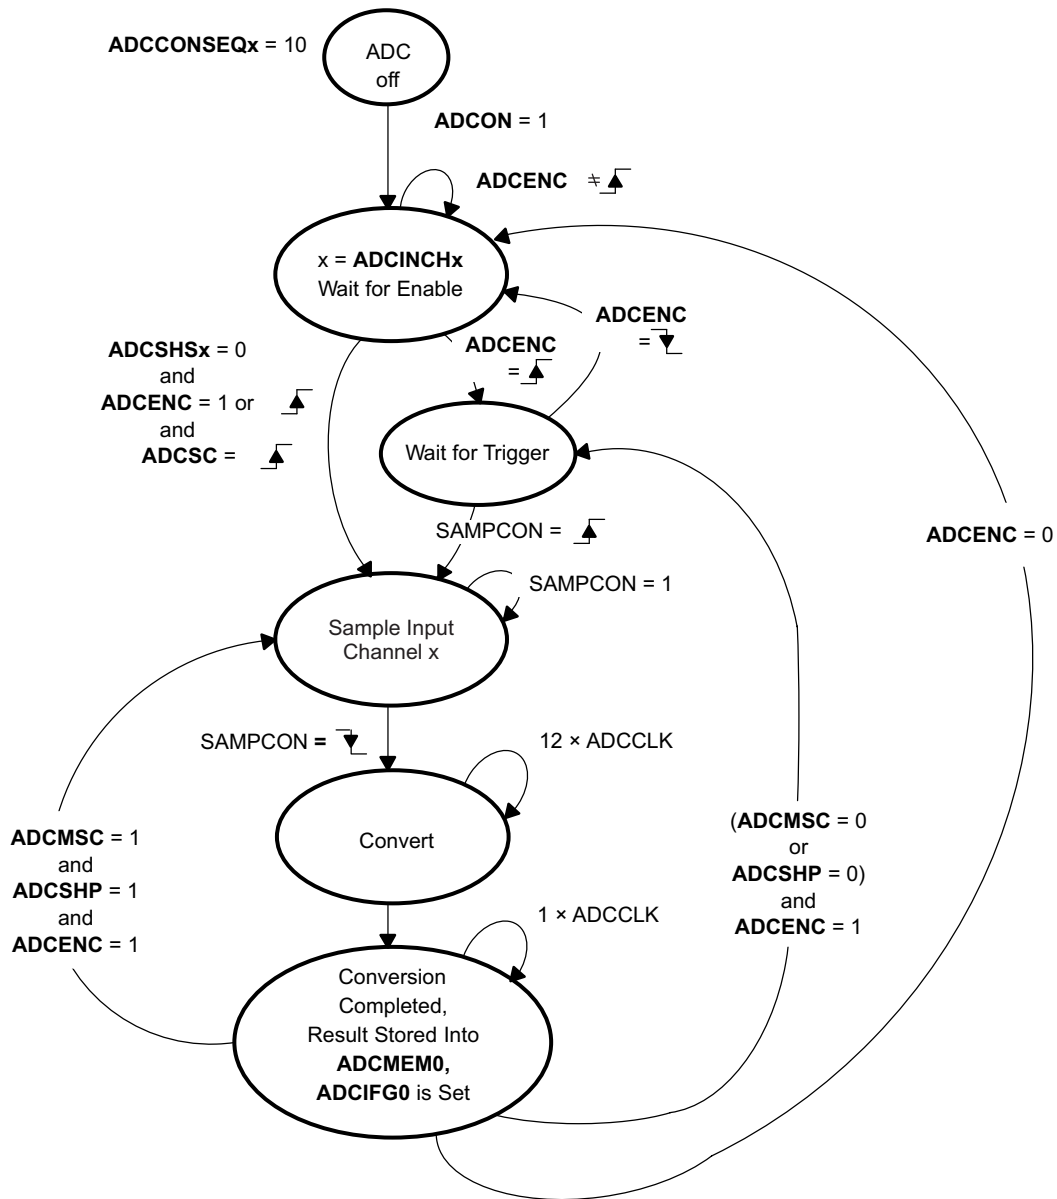 ADCCONSEQx = 10
ADC
off
ADCON = 1
ADCENC ≠
x = ADCINCHx
Wait for Enable
ADCENC
=
ADCENC
=
ADCSHSx = 0
and
ADCENC = 1 or
and
ADCSC =
Wait for Trigger
SAMPCON =
ADCENC = 0
SAMPCON = 1
Sample Input
Channel x
SAMPCON =
12 × ADCCLK
Convert
ADCMSC = 1
and
ADCSHP = 1
and
ADCENC = 1
(ADCMSC = 0
or
ADCSHP = 0)
and
ADCENC = 1
1 × ADCCLK
Conversion
Completed,
Result Stored Into
ADCMEM0,
ADCIFG0 is Set